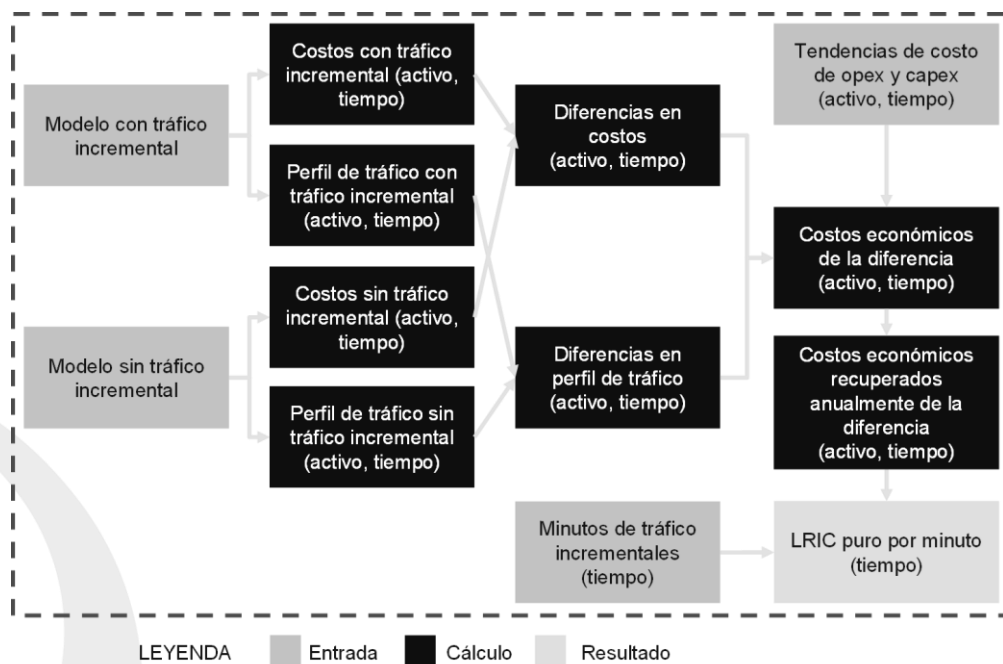 Modelo con tráfico
incremental
Modelo sin tráfico
incremental
Costos con tráfico
incremental (activo,
tiempo)
Perfil de tráfico con
tráfico incremental
(activo, tiempo)
Costos sin tráfico
incremental (activo,
tiempo)
Perfil de tráfico sin
tráfico incremental
(activo, tiempo)
Diferencias en
costos
(activo, tiempo)
Diferencias en
perfil de tráfico
(activo, tiempo)
Minutos de tráfico
incrementales
(tiempo)
Tendencias de costo
de opex y capex
(activo, tiempo)
Costos económicos
de la diferencia
(activo, tiempo)
Costos económicos
recuperados
anualmente de la
diferencia
(activo, tiempo)
LRIC puro por minuto
(tiempo)
LEYENDA Entrada Cálculo Resultado